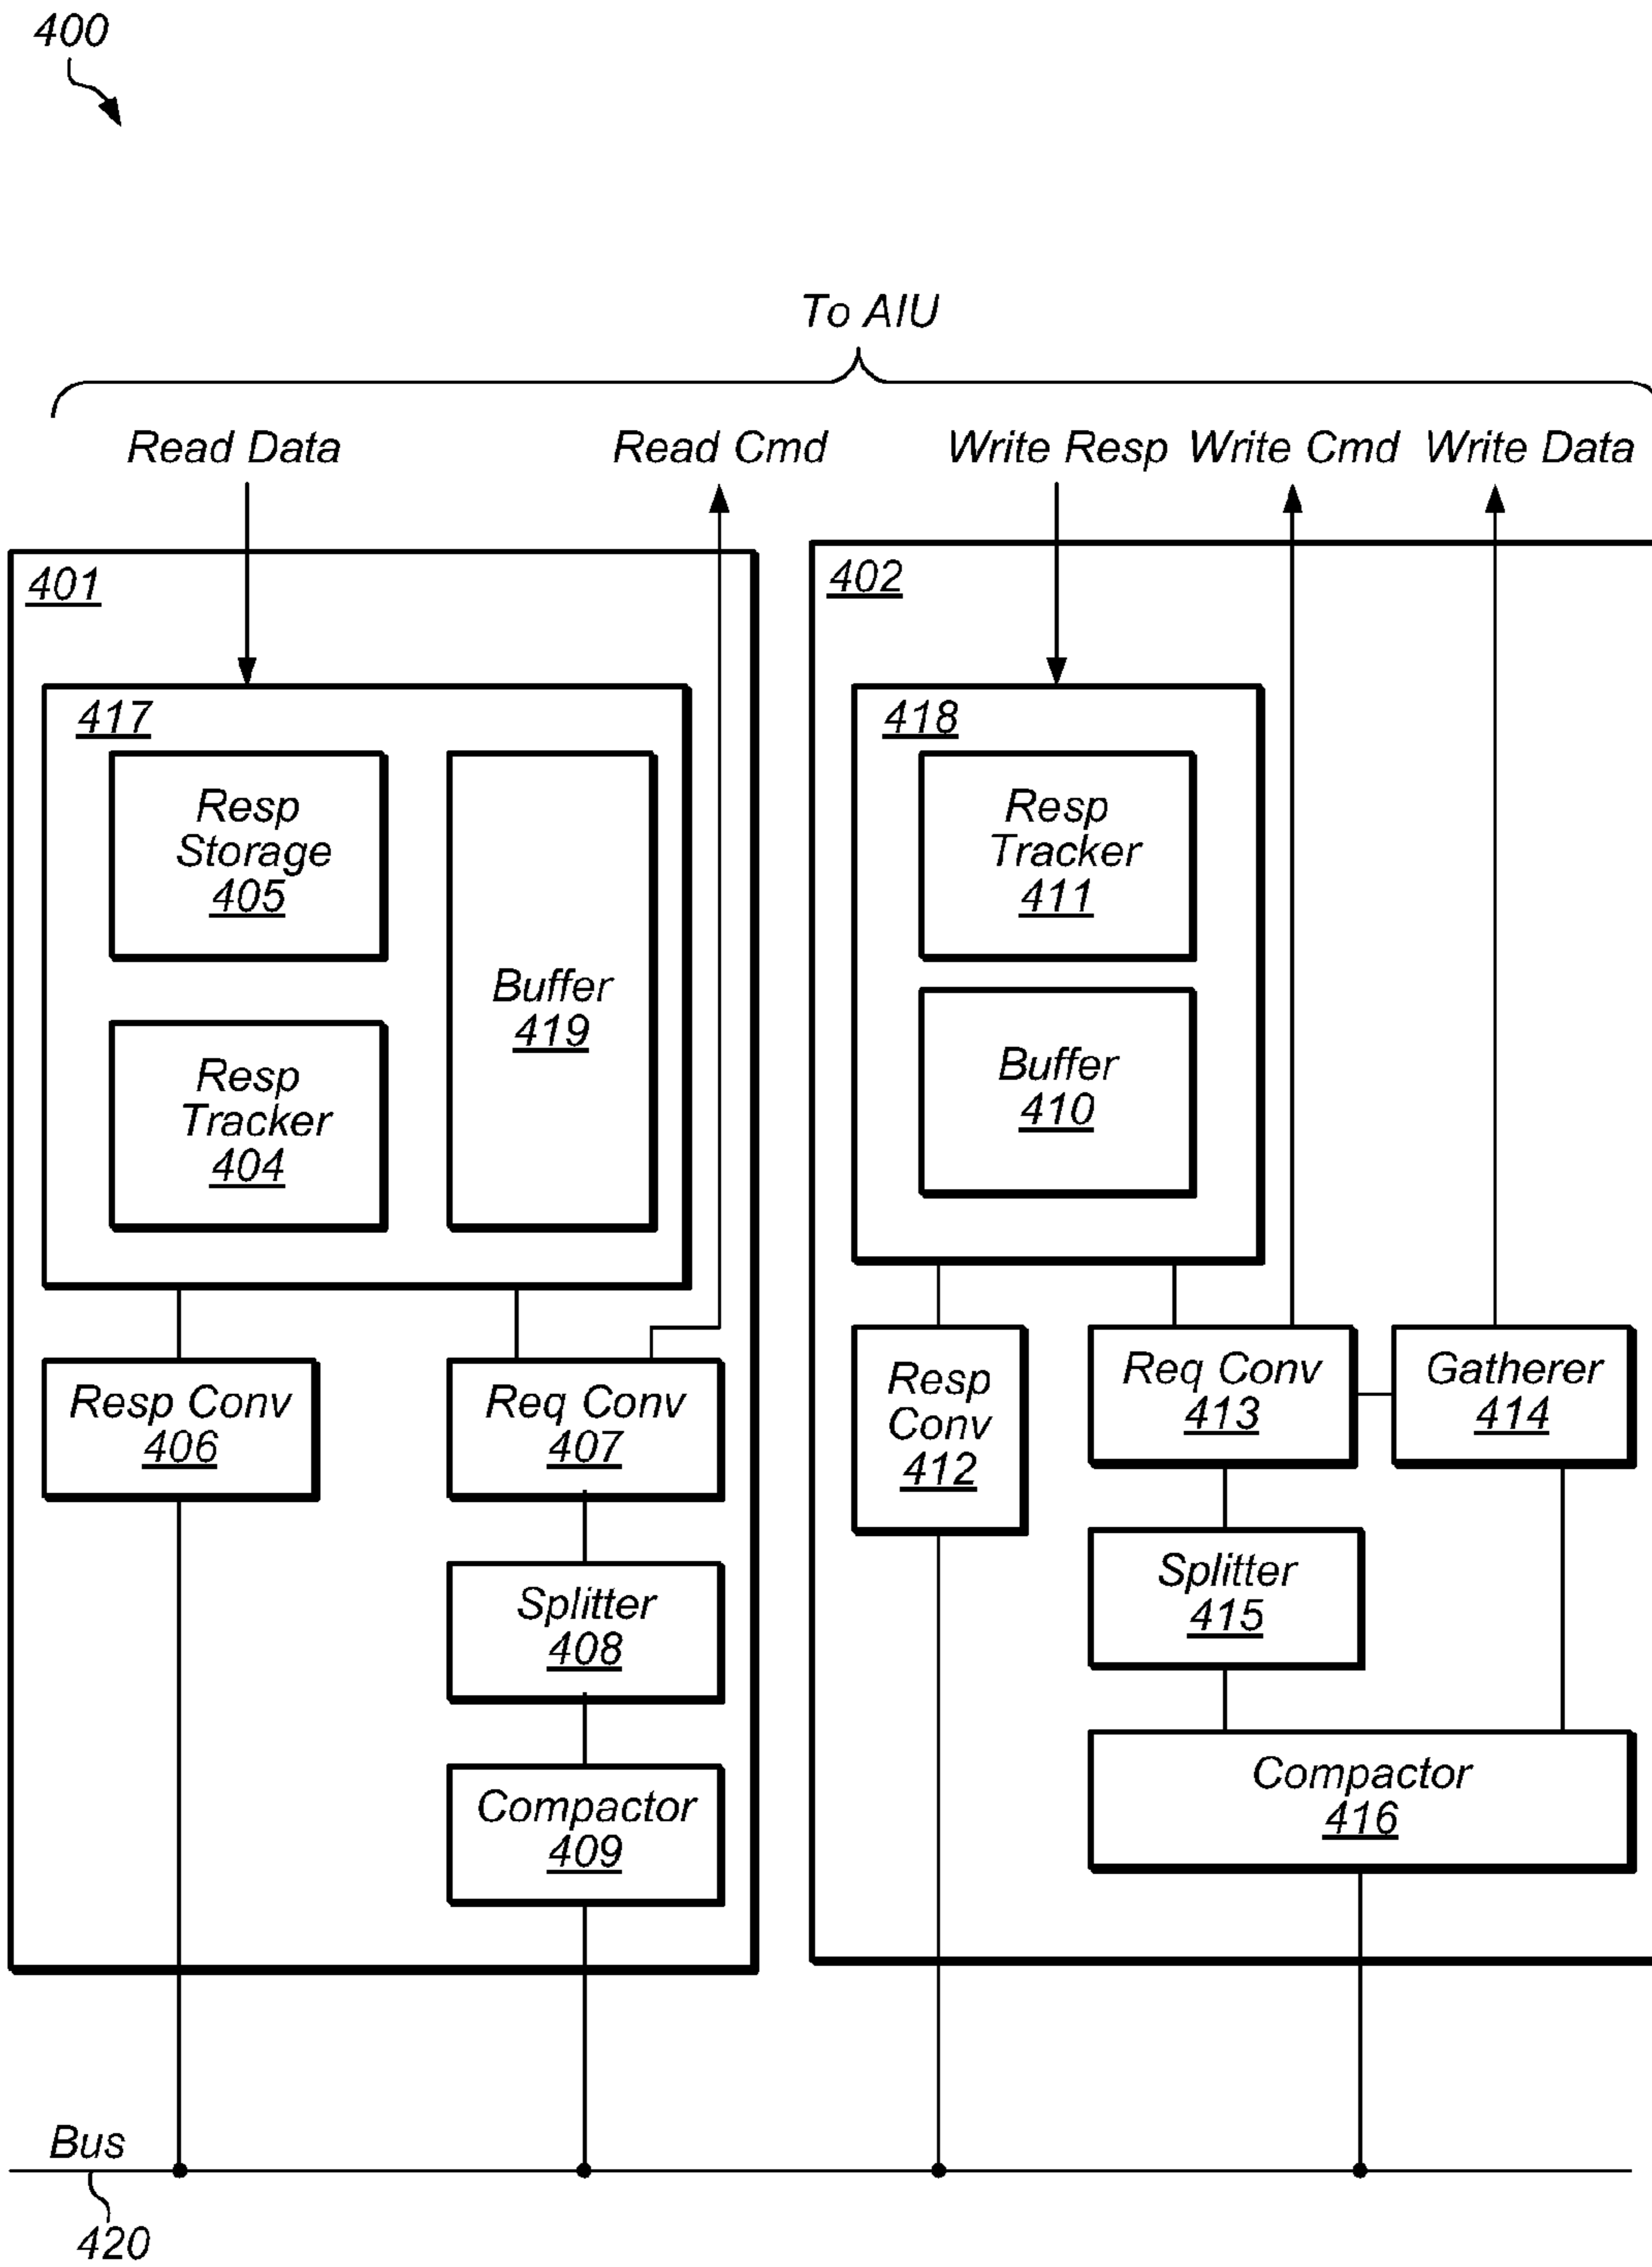 400
To AIU
Read Data
Read Cmd
Write Resp
Write Cmd
Write Data
401
417
Resp
Storage
405
Buffer
419
Resp
Tracker
404
Resp Conv
406
Req Conv
407
Splitter
408
Compactor
409
402
418
Resp
Tracker
411
Buffer
410
Resp
Conv
412
Req Conv
413
Gatherer
414
Splitter
415
Compactor
416
Bus
420